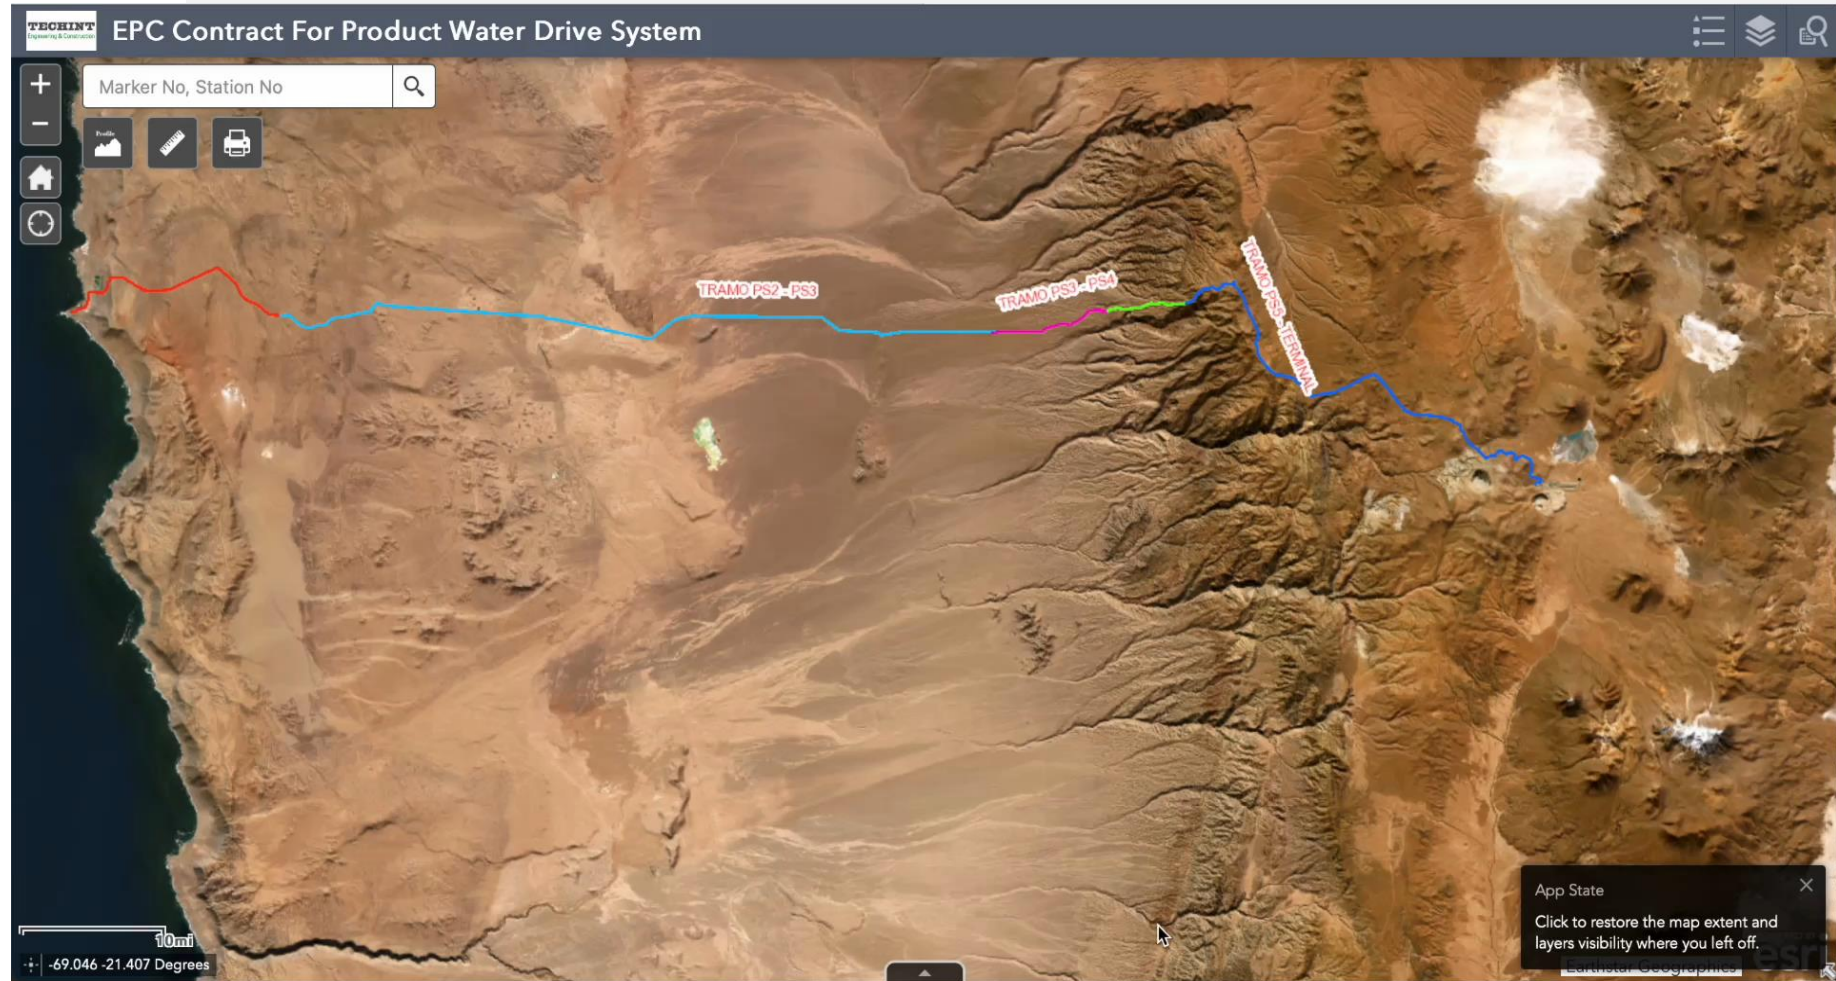 TECHINT
Engineering & Construction
EPC Contract For Product Water Drive System
+
Marker No, Station No
−
Profile
TRAMO PS2 - PS3
TRAMO PS3 - PS4
TRAMO PS5 - TERMINAL
App State
Click to restore the map extent and
layers visibility where you left off.
10mi
-69.046 -21.407 Degrees
Earthstar Geographics
esri